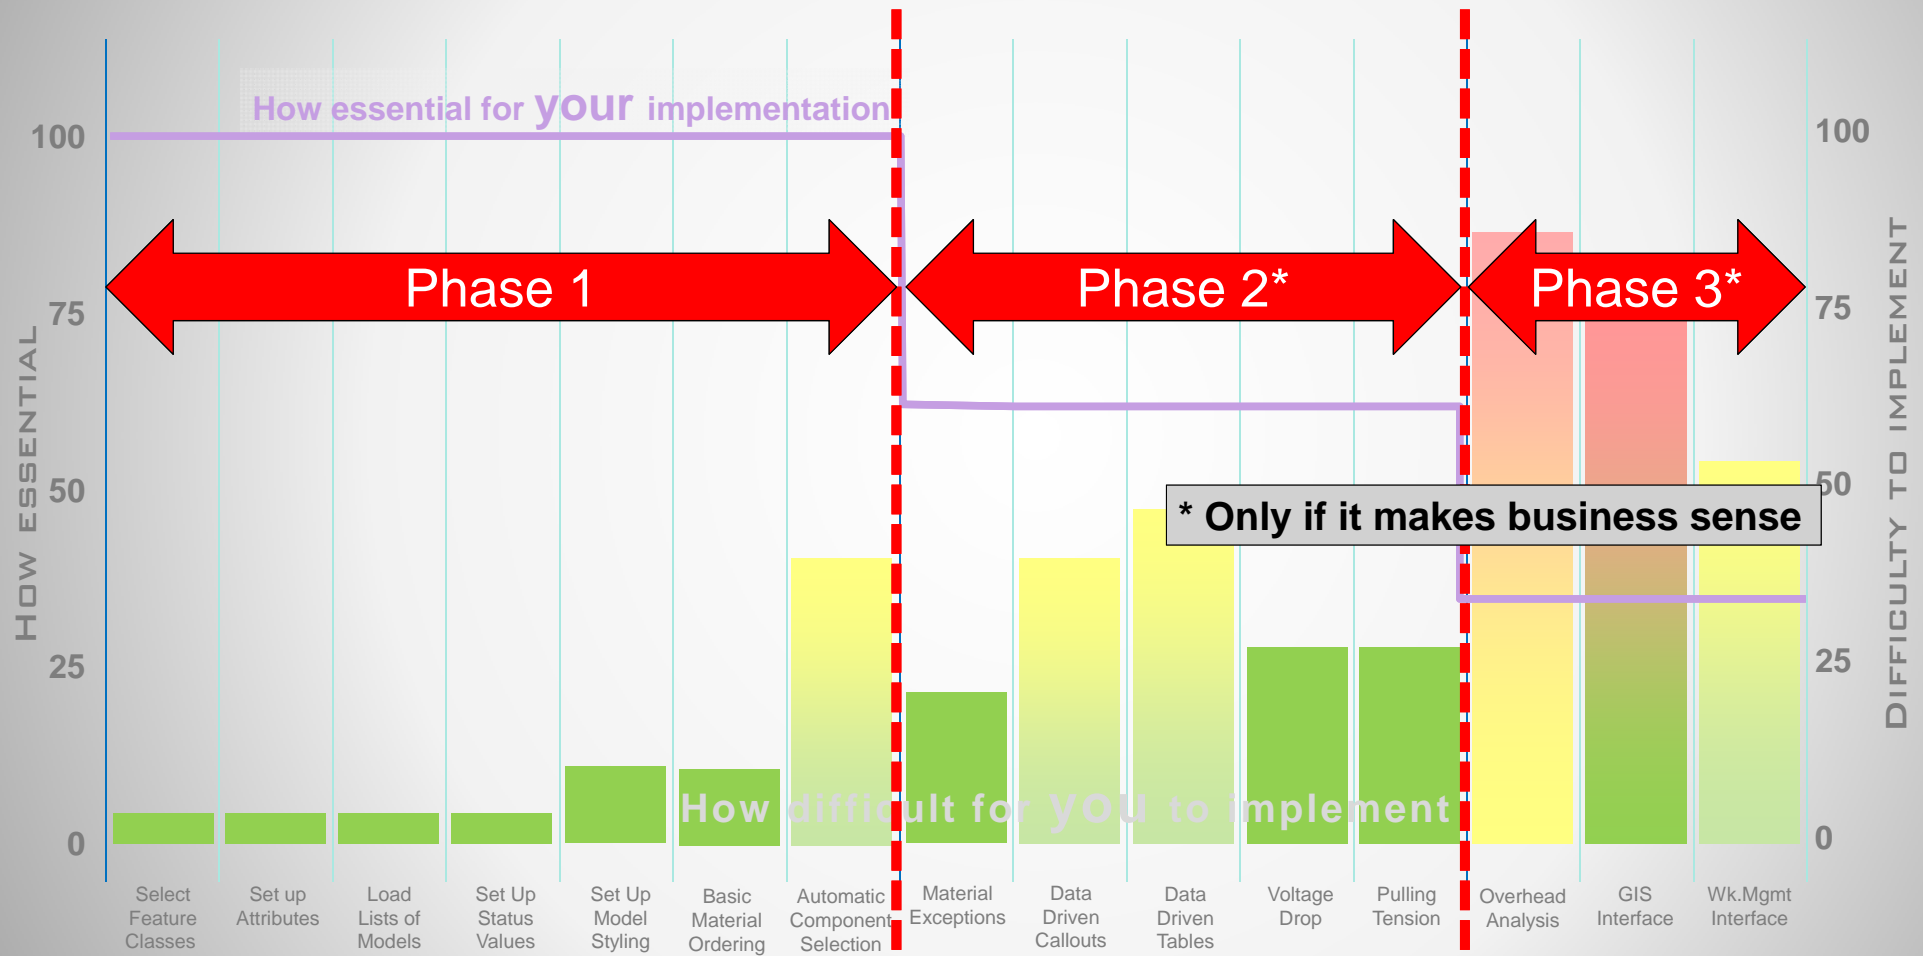 How essential for your implementation
100
75
50
25
0
HOW ESSENTIAL
100
75
50
25
0
DIFFICULTY TO IMPLEMENT
Phase 1
Phase 2*
Phase 3*
* Only if it makes business sense
How difficult for you to implement
Select
Feature
Classes
Set up
Attributes
Load
Lists of
Models
Set Up
Status
Values
Set Up
Model
Styling
Basic
Material
Ordering
Automatic
Component
Selection
Material
Exceptions
Data
Driven
Callouts
Data
Driven
Tables
Voltage
Drop
Pulling
Tension
Overhead
Analysis
GIS
Interface
Wk.Mgmt
Interface